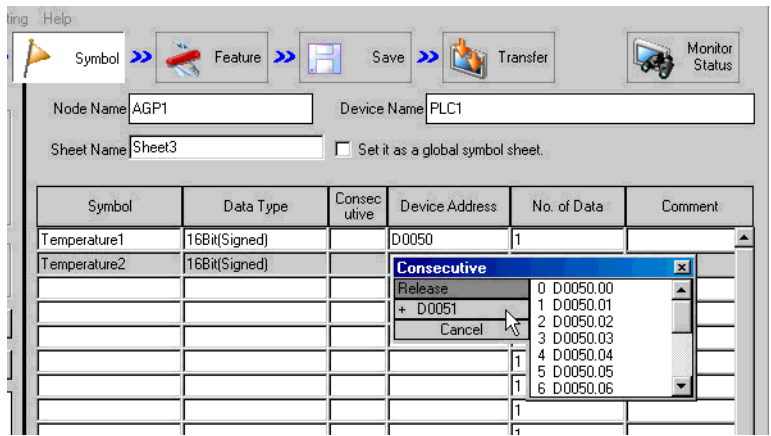 ting Help
Symbol Feature Save Transfer Monitor Status
Node Name AGP1 Device Name PLC1
Sheet Name Sheet3 Set it as a global symbol sheet.
Symbol Data Type Consecutive Device Address No. of Data Comment
Temperature1 16Bit(Signed) D0050 1
Temperature2 16Bit(Signed)
Consecutive
Release
+ D0051
Cancel
0 D0050.00
1 D0050.01
2 D0050.02
3 D0050.03
4 D0050.04
5 D0050.05
6 D0050.06
1
1
1
1